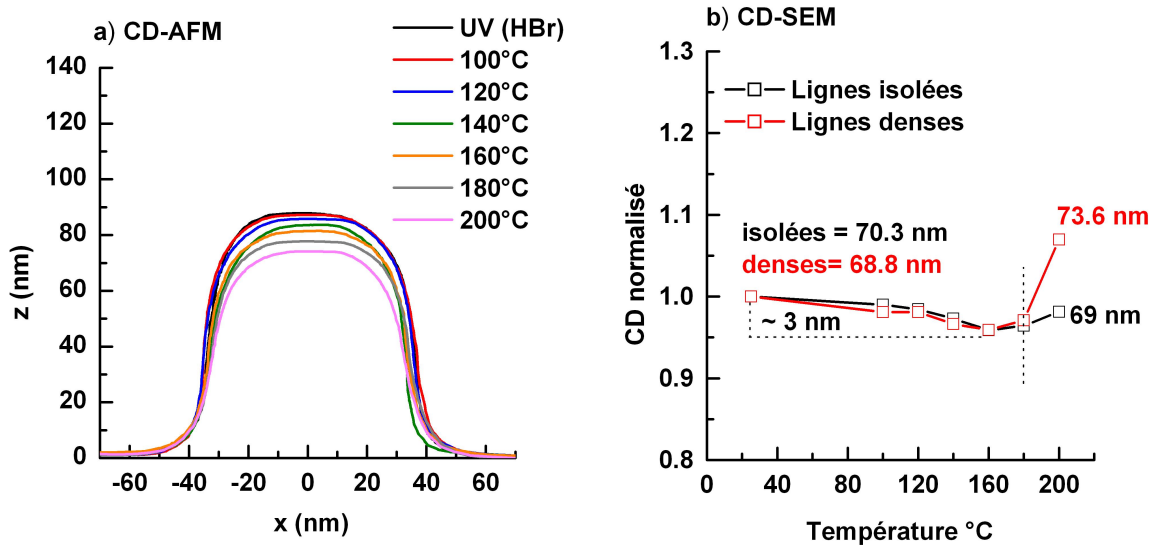 a) CD-AFM
UV (HBr)
100°C
120°C
140°C
160°C
180°C
200°C
140
120
100
80
60
40
20
0
z (nm)
-60 -40 -20 0 20 40 60
x (nm)
b) CD-SEM
1.3
1.2
1.1
1.0
0.9
0.8
CD normalisé
Lignes isolées
Lignes denses
73.6 nm
isolées = 70.3 nm
denses= 68.8 nm
~ 3 nm
69 nm
0 40 80 120 160 200
Température °C